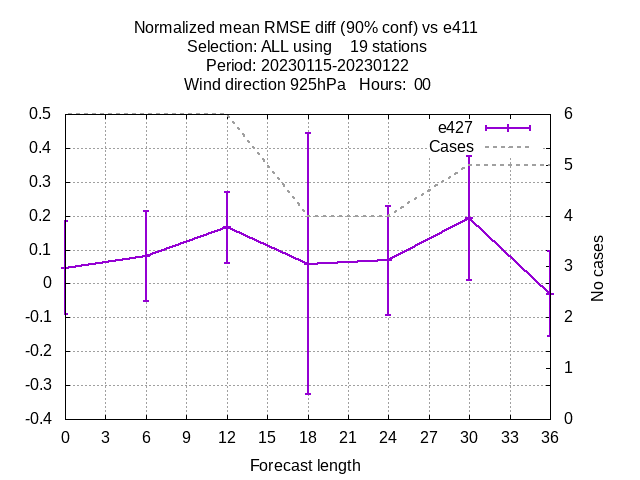 Normalized mean RMSE diff (90% conf) vs e411
Selection: ALL using    19 stations
Period: 20230115-20230122
Wind direction 925hPa   Hours:  00
0.5
0.4
0.3
0.2
0.1
0
-0.1
-0.2
-0.3
-0.4
e427
Cases
6
5
4
3
2
1
0
No cases
0 3 6 9 12 15 18 21 24 27 30 33 36
Forecast length